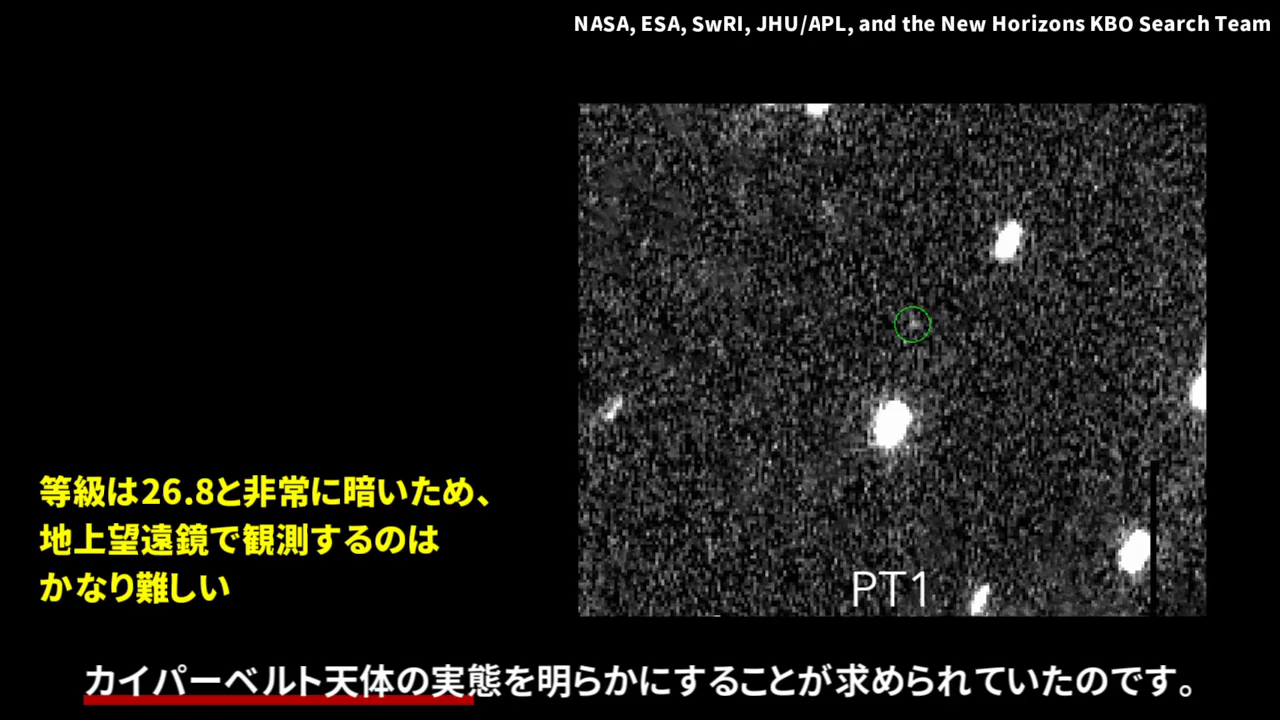 NASA, ESA, SwRI, JHU/APL, and the New Horizons KBO Search Team
等級は26.8と非常に暗いため、
地上望遠鏡で観測するのは
かなり難しい
PT1
カイパーベルト天体の実態を明らかにすることが求められていたのです。